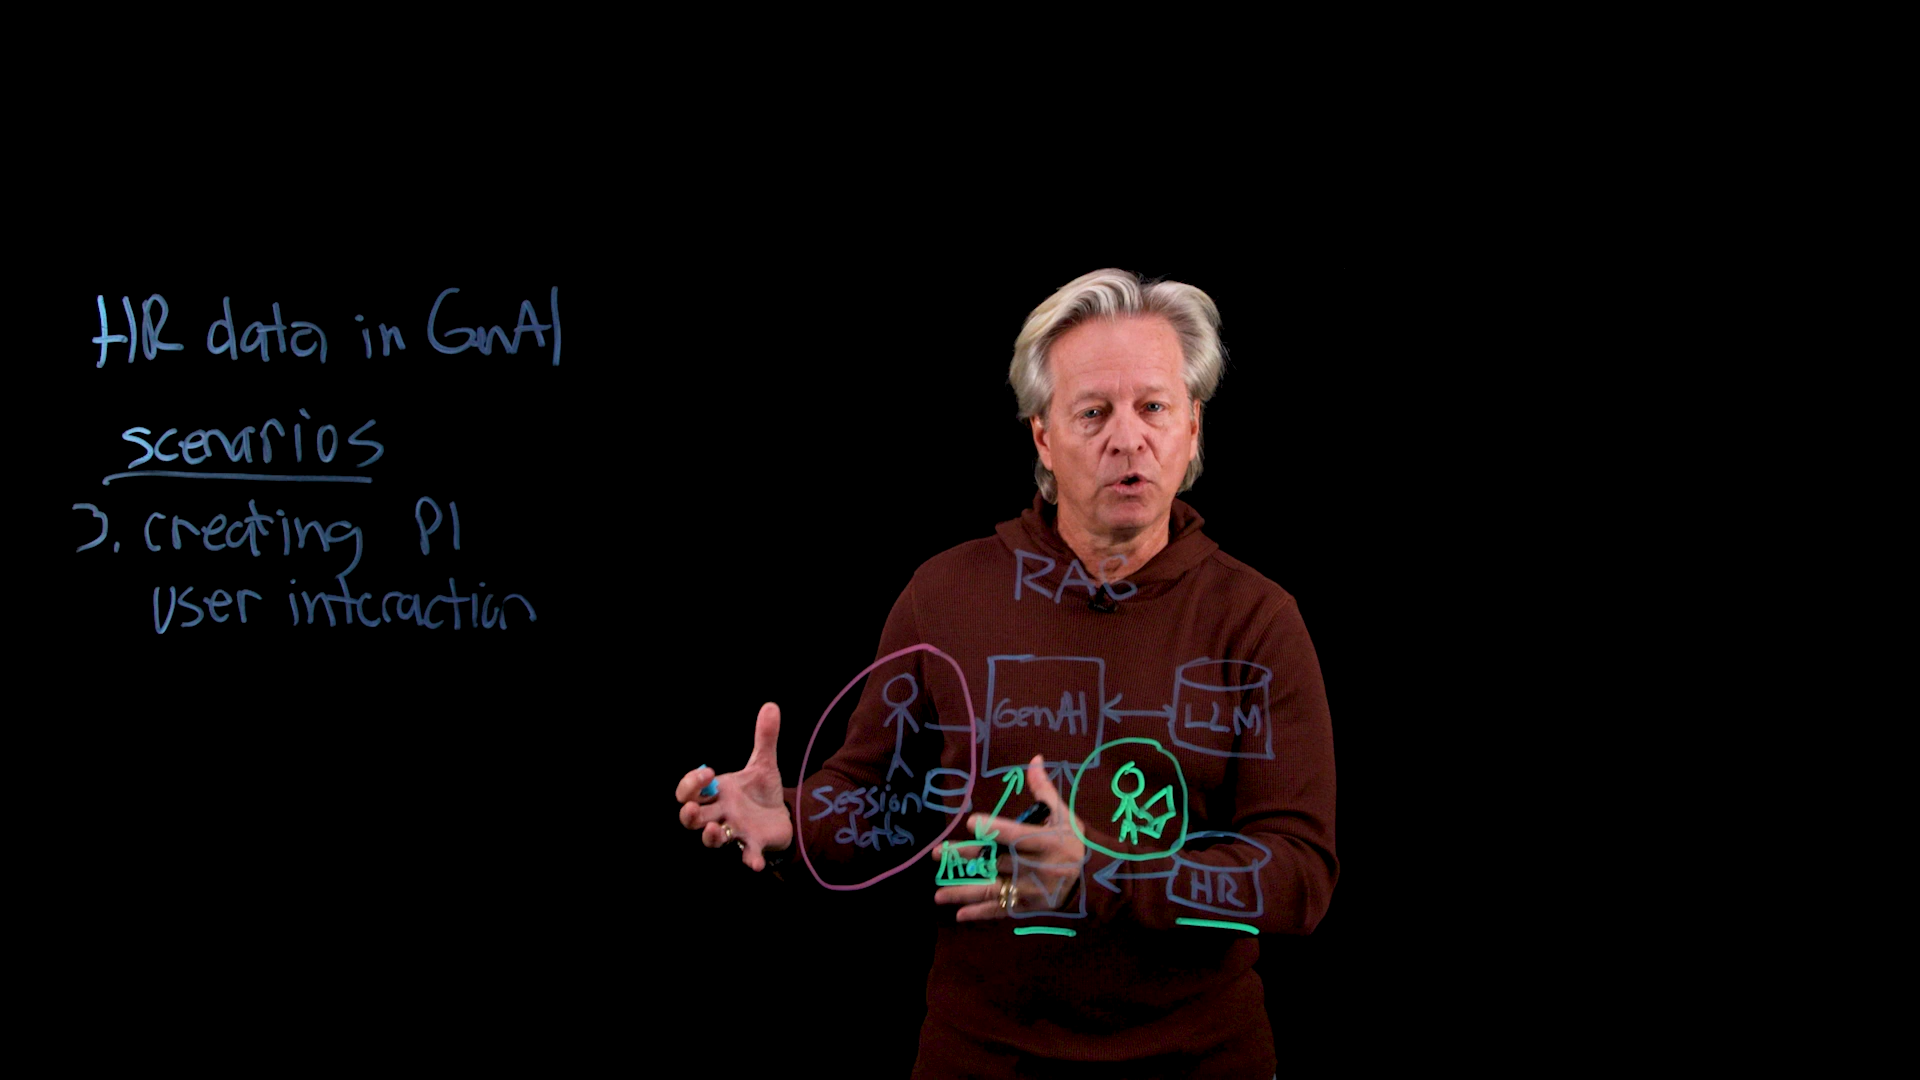 HR data in GenAI
scenarios
3. creating PI
user interaction
RAG
GenAI
LLM
session
data
V
HR